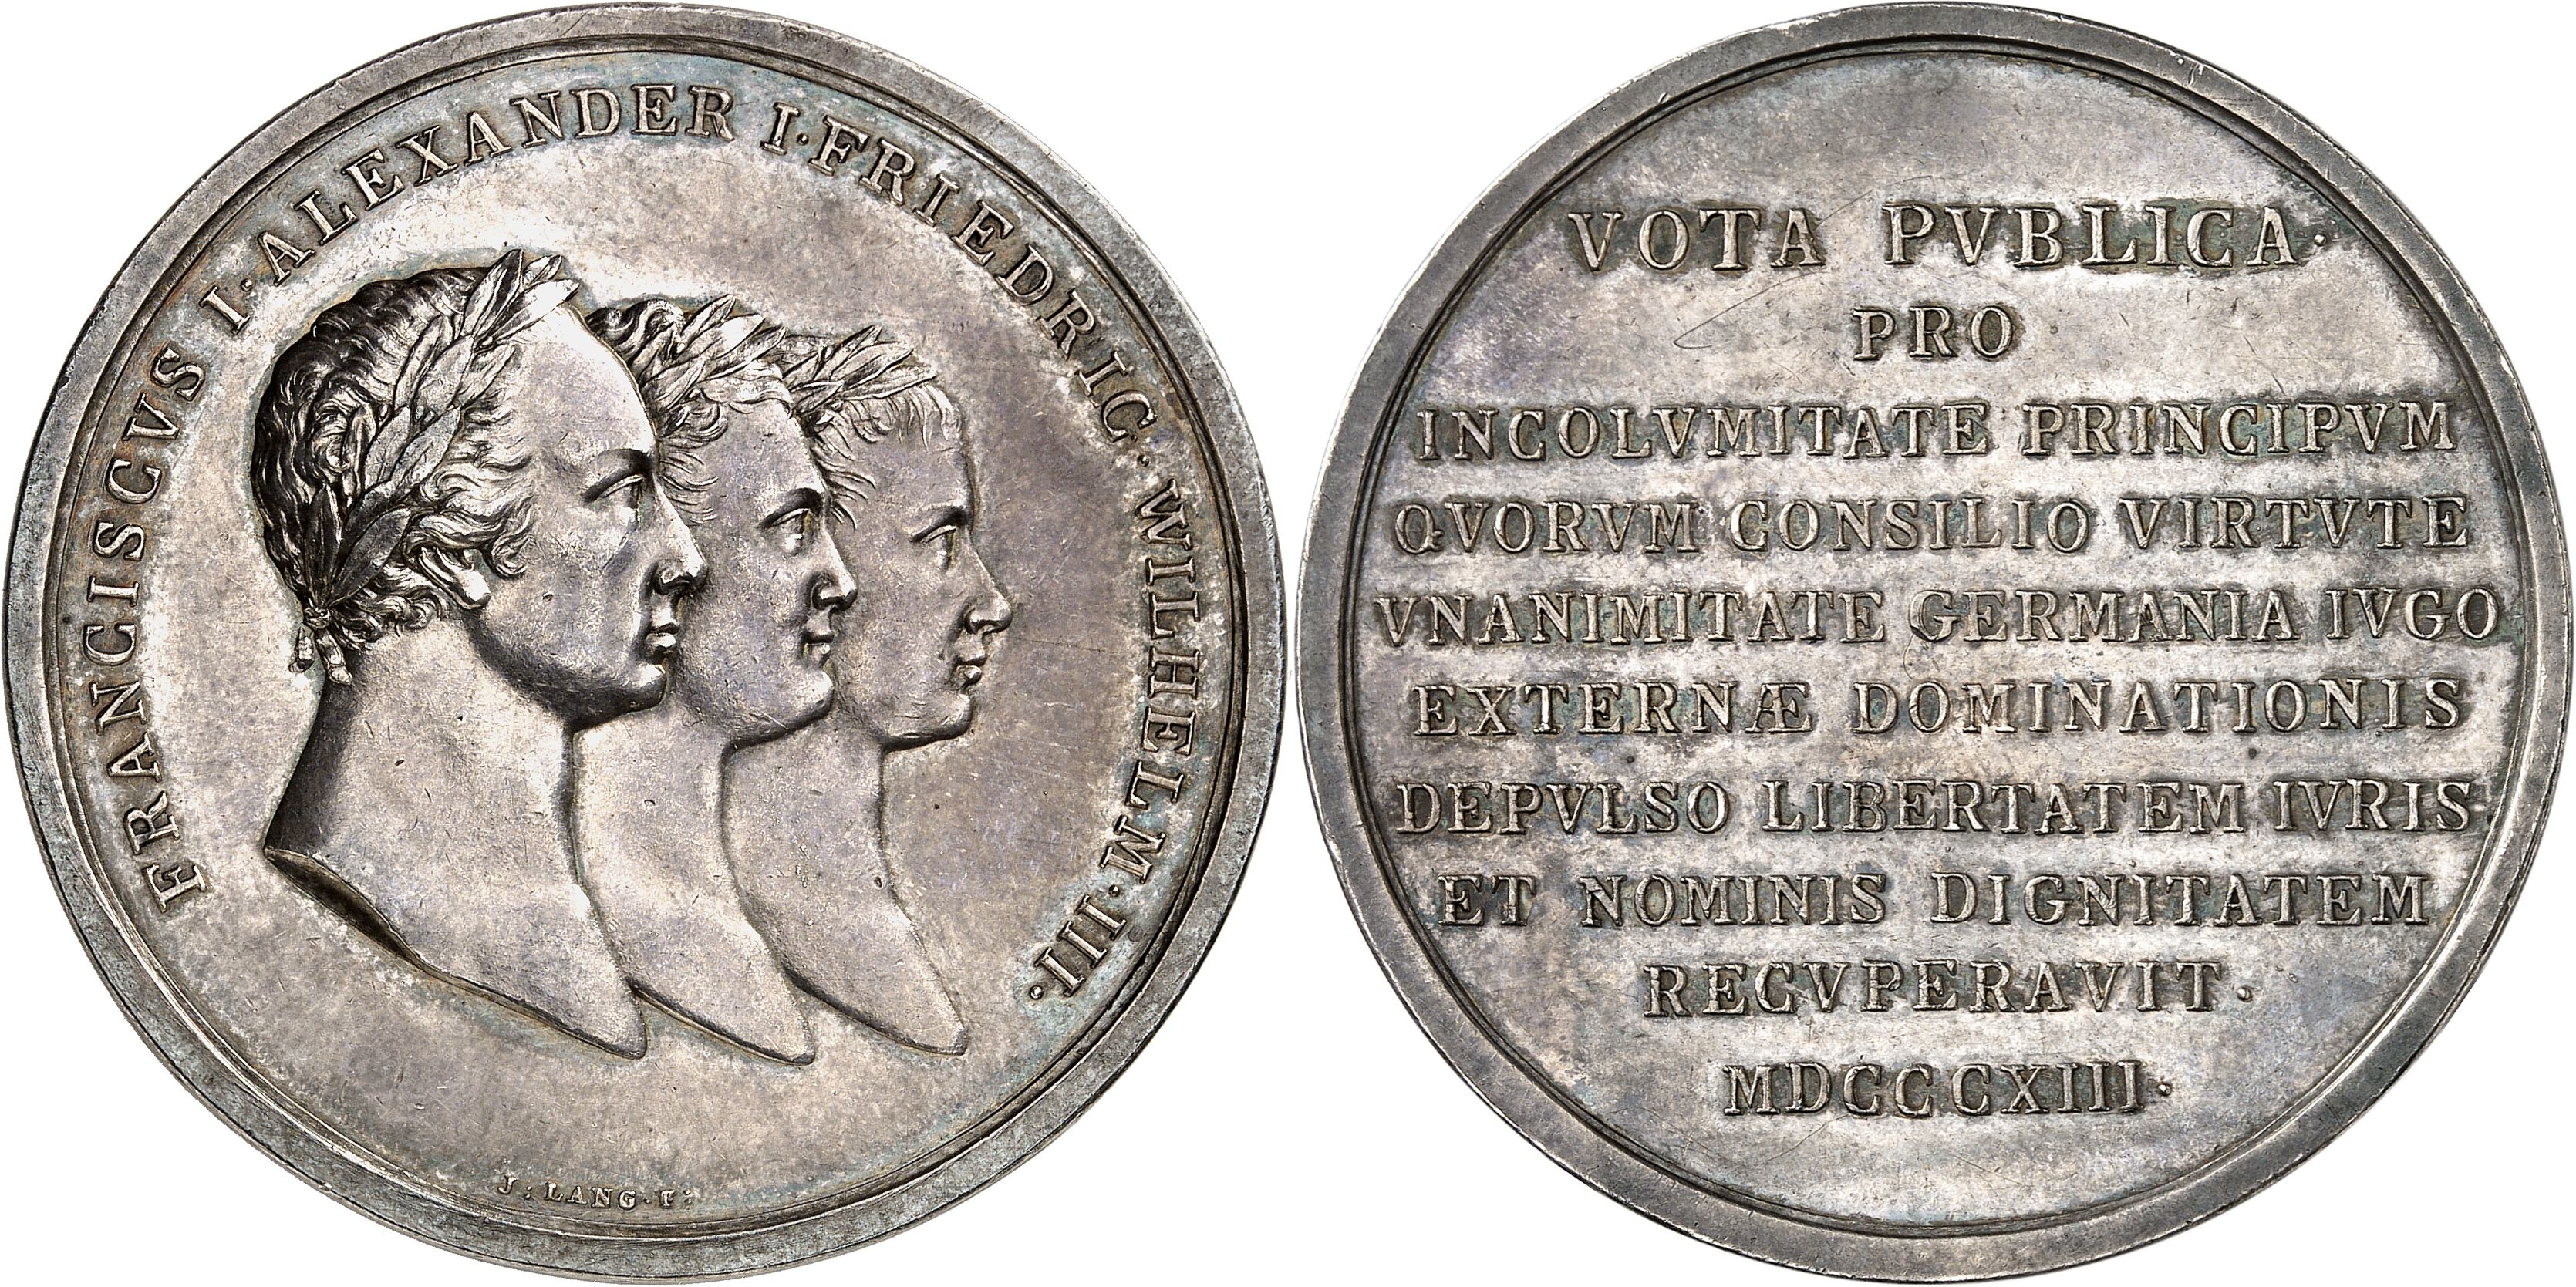 FRANCISCVS I · ALEXANDER I · FRIEDRIC · WILHELM · III ·
J : LANG · F :
VOTA PVBLICA ·
PRO
INCOLVMITATE PRINCIPVM
QVORVM CONSILIO VIRTVTE
VNANIMITATE GERMANIA IVGO
EXTERNÆ DOMINATIONIS
DEPVLSO LIBERTATEM IVRIS
ET NOMINIS DIGNITATEM
RECVPERAVIT ·
MDCCCXIII ·